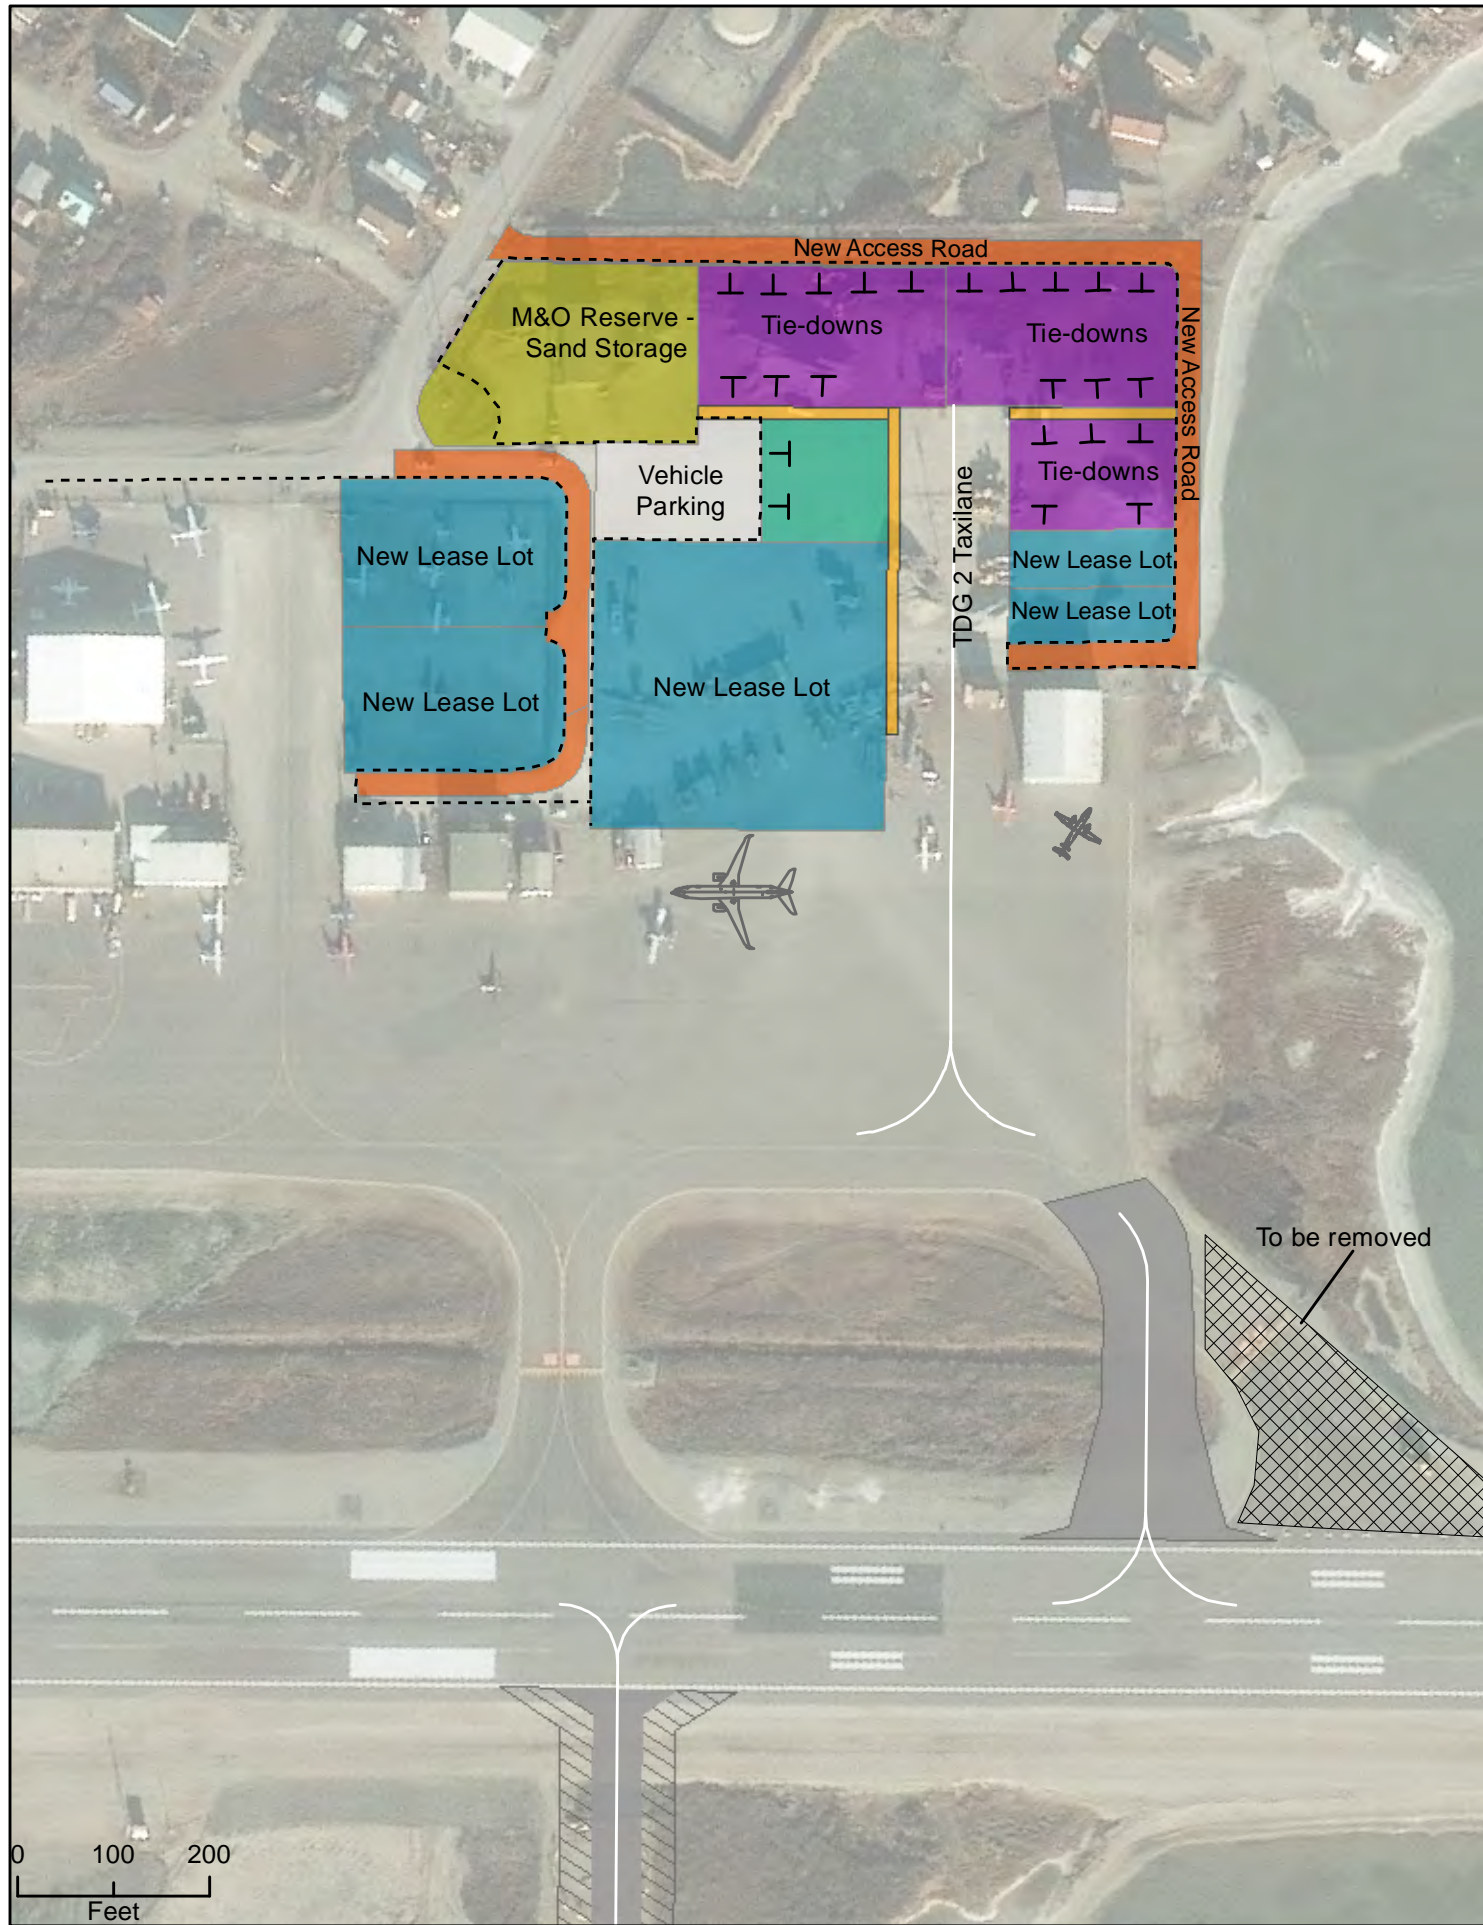 New Access Road
M&O Reserve -
Sand Storage
Tie-downs
Tie-downs
New Access Road
Vehicle
Parking
Tie-downs
TDG 2 Taxilane
New Lease Lot
New Lease Lot
New Lease Lot
New Lease Lot
New Lease Lot
To be removed
0 100 200
Feet